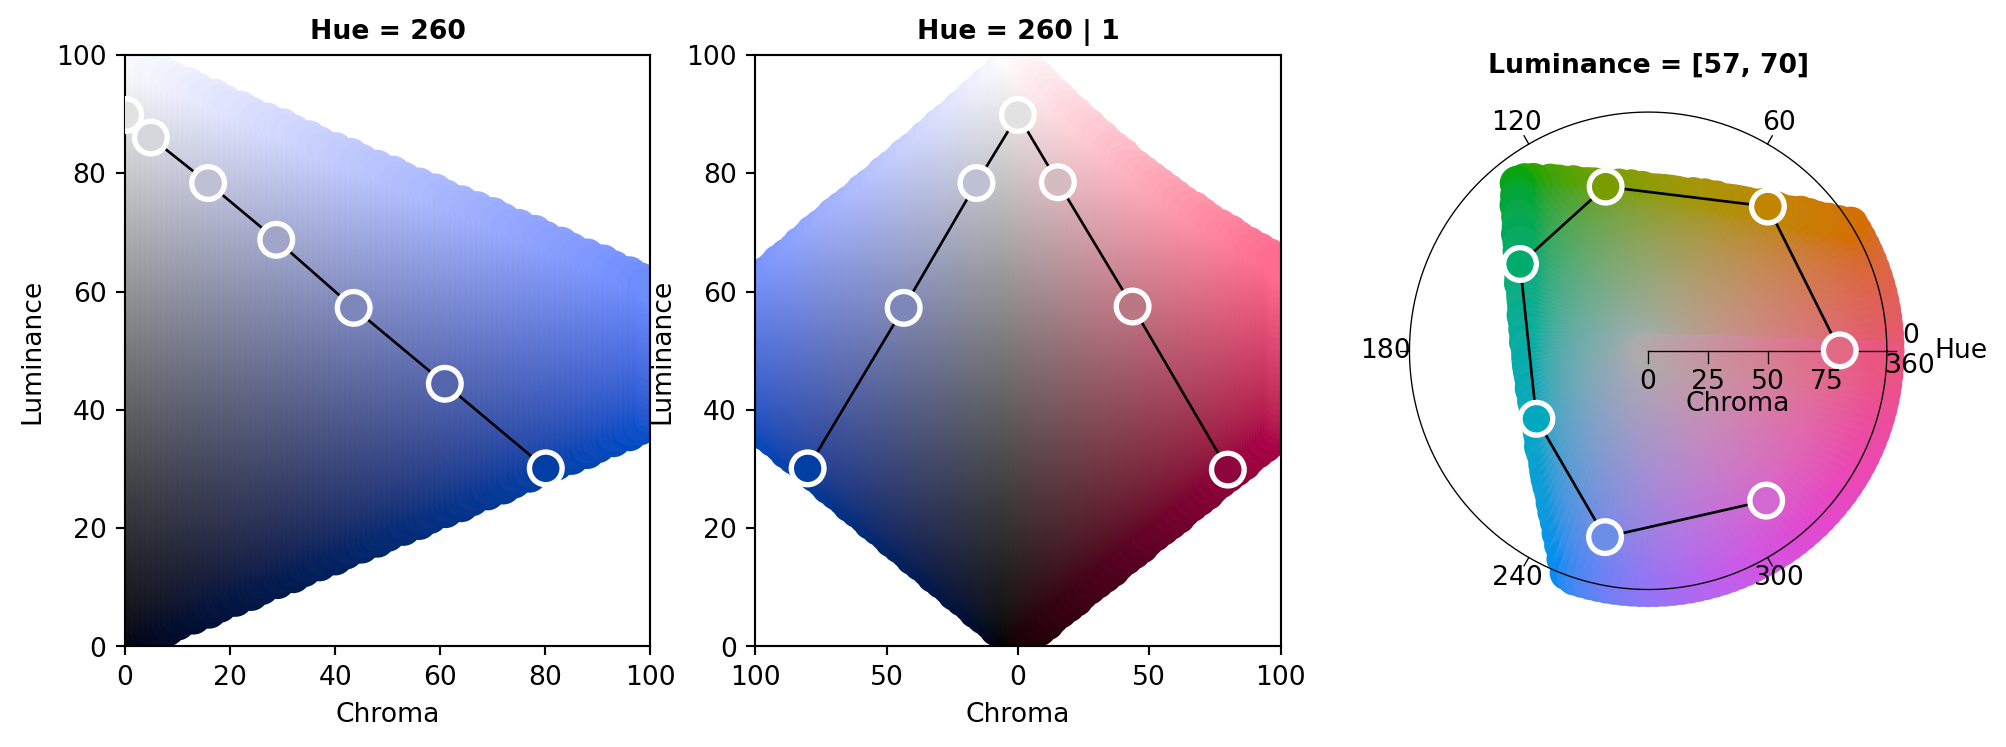 Hue = 260
Luminance
100
80
60
40
20
0
0 20 40 60 80 100
Chroma
Hue = 260 | 1
Luminance
100
80
60
40
20
0
100 50 0 50 100
Chroma
Luminance = [57, 70]
120 60
180
0
360
Hue
0 25 50 75
Chroma
240 300